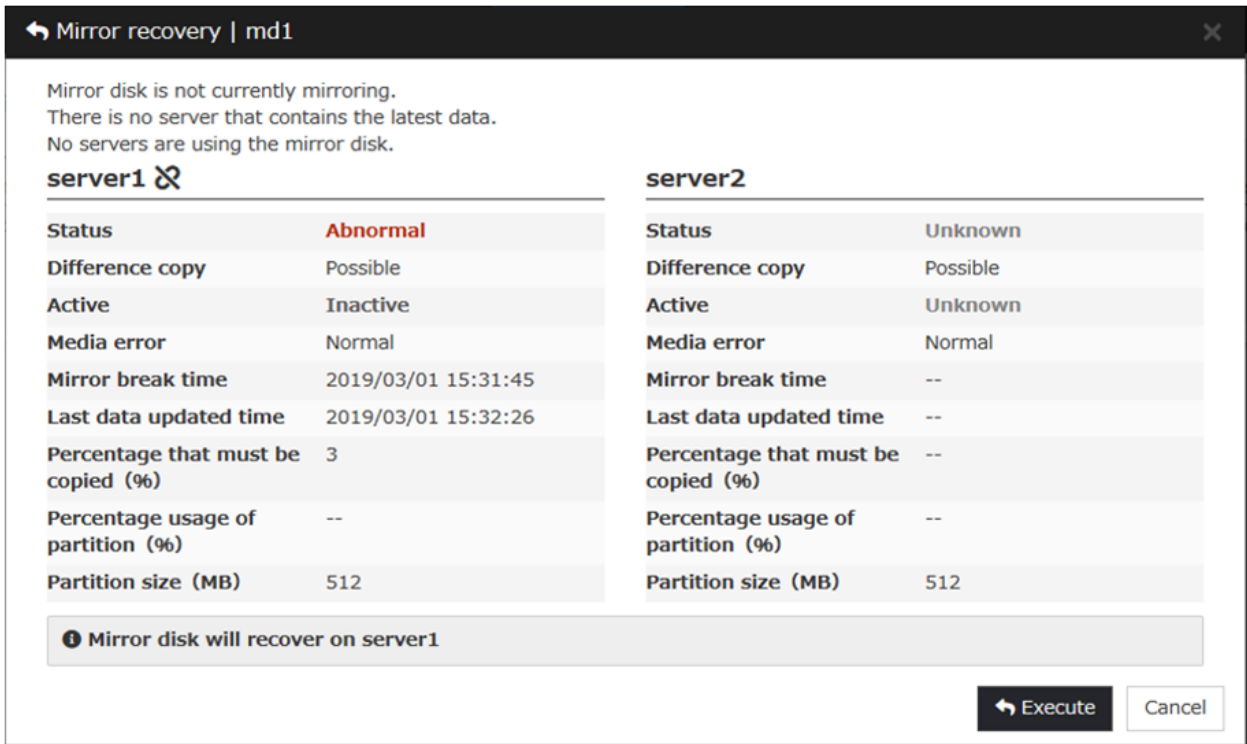 Mirror recovery | md1
Mirror disk is not currently mirroring.
There is no server that contains the latest data.
No servers are using the mirror disk.
server1
Status Abnormal
Difference copy Possible
Active Inactive
Media error Normal
Mirror break time 2019/03/01 15:31:45
Last data updated time 2019/03/01 15:32:26
Percentage that must be 3
copied (%)
Percentage usage of --
partition (%)
Partition size (MB) 512
server2
Status Unknown
Difference copy Possible
Active Unknown
Media error Normal
Mirror break time --
Last data updated time --
Percentage that must be --
copied (%)
Percentage usage of --
partition (%)
Partition size (MB) 512
Mirror disk will recover on server1
Execute Cancel